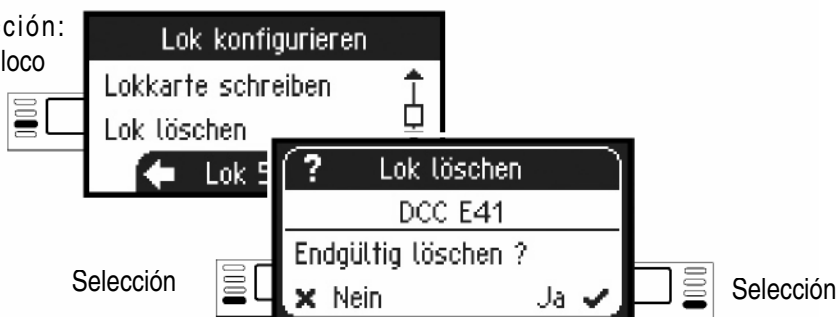 ción:
loco
Lok konfigurieren
Lokkarte schreiben
Lok löschen
Lok
? Lok löschen
DCC E41
Endgültig löschen ?
Nein Ja
Selección
Selección